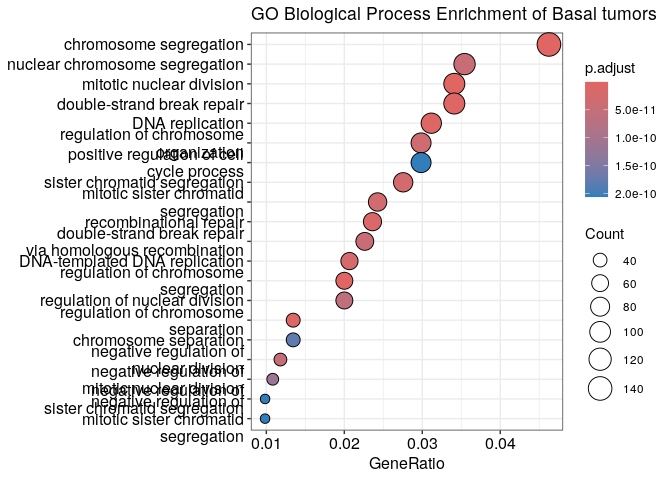 GO Biological Process Enrichment of Basal tumors
chromosome segregation
nuclear chromosome segregation
mitotic nuclear division
double-strand break repair
DNA replication
regulation of chromosome
organization
positive regulation of cell
cycle process
sister chromatid segregation
mitotic sister chromatid
segregation
recombinational repair
double-strand break repair
via homologous recombination
DNA-templated DNA replication
regulation of chromosome
segregation
regulation of nuclear division
regulation of chromosome
separation
chromosome separation
negative regulation of
nuclear division
negative regulation of
mitotic nuclear division
negative regulation of
sister chromatid segregation
negative regulation of
mitotic sister chromatid
segregation
0.01 0.02 0.03 0.04
GeneRatio
p.adjust
5.0e-11
1.0e-10
1.5e-10
2.0e-10
Count
40
60
80
100
120
140